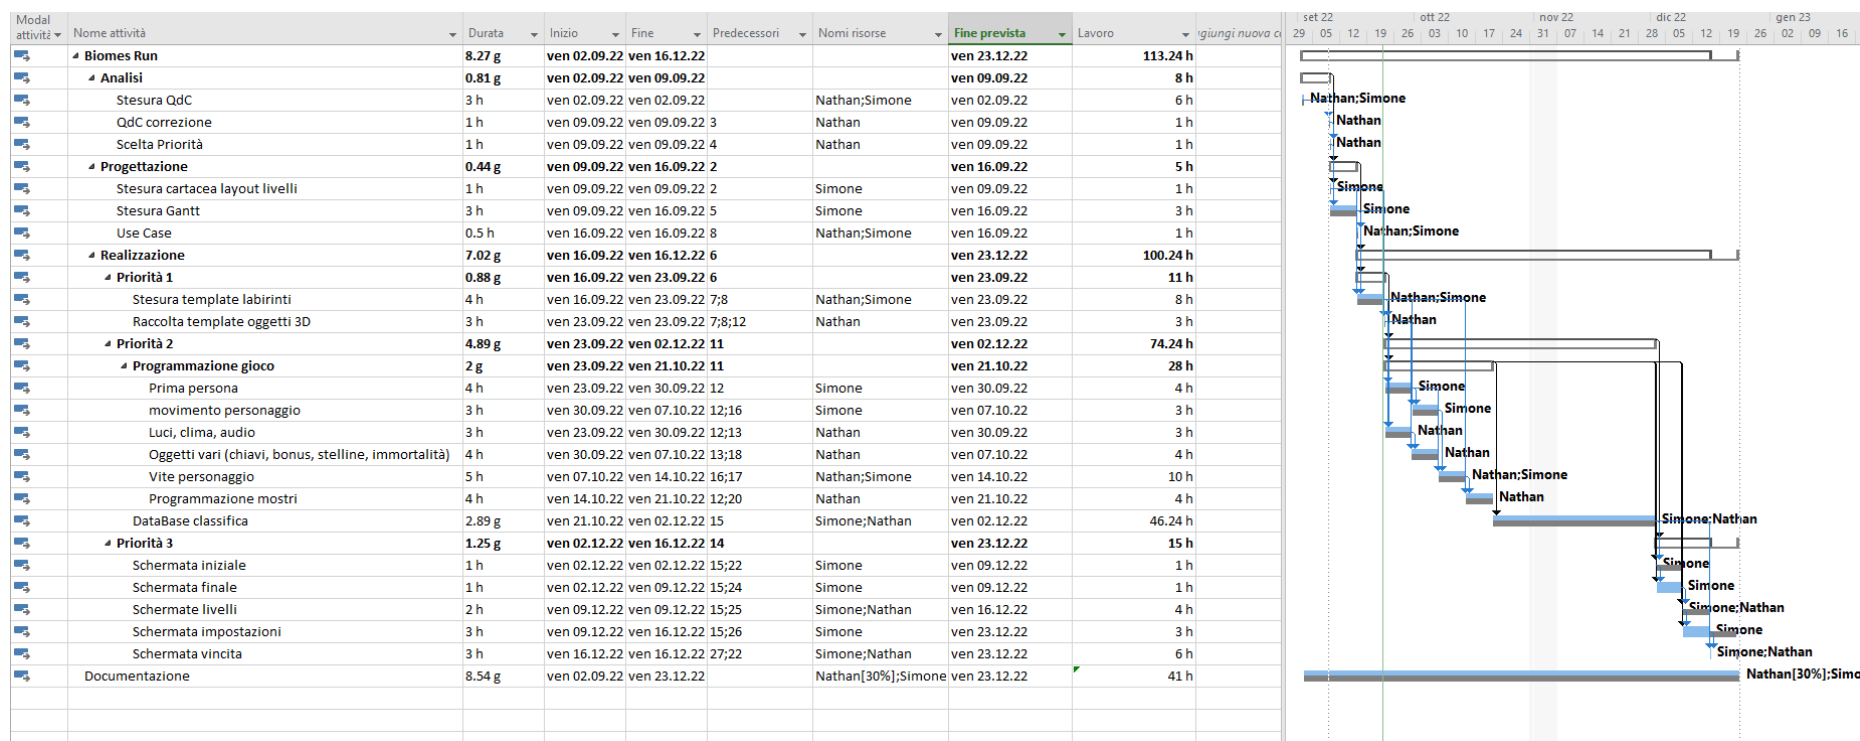 Modal attività Nome attività Durata Inizio Fine Predecessori Nomi risorse Fine prevista Lavoro
set 22 ott 22 nov 22 dic 22 gen 23
29 05 12 19 26 03 10 17 24 31 07 14 21 28 05 12 19 26 02 09 16
Biomes Run 8.27 g ven 02.09.22 ven 16.12.22 ven 23.12.22 113.24 h
Analisi 0.81 g ven 02.09.22 ven 09.09.22 ven 09.09.22 8 h
Stesura QdC 3 h ven 02.09.22 ven 02.09.22 Nathan;Simone ven 02.09.22 6 h Nathan;Simone
QdC correzione 1 h ven 09.09.22 ven 09.09.22 3 Nathan ven 09.09.22 1 h Nathan
Scelta Priorità 1 h ven 09.09.22 ven 09.09.22 4 Nathan ven 09.09.22 1 h Nathan
Progettazione 0.44 g ven 09.09.22 ven 16.09.22 2 ven 16.09.22 5 h
Stesura cartacea layout livelli 1 h ven 09.09.22 ven 09.09.22 2 Simone ven 09.09.22 1 h Simone
Stesura Gantt 3 h ven 09.09.22 ven 16.09.22 5 Simone ven 16.09.22 3 h Simone
Use Case 0.5 h ven 16.09.22 ven 16.09.22 8 Nathan;Simone ven 16.09.22 1 h Nathan;Simone
Realizzazione 7.02 g ven 16.09.22 ven 16.12.22 6 ven 23.12.22 100.24 h
Priorità 1 0.88 g ven 16.09.22 ven 23.09.22 6 ven 23.09.22 11 h
Stesura template labirinti 4 h ven 16.09.22 ven 23.09.22 7;8 Nathan;Simone ven 23.09.22 8 h Nathan;Simone
Raccolta template oggetti 3D 3 h ven 23.09.22 ven 23.09.22 7;8;12 Nathan ven 23.09.22 3 h Nathan
Priorità 2 4.89 g ven 23.09.22 ven 02.12.22 11 ven 02.12.22 74.24 h
Programmazione gioco 2 g ven 23.09.22 ven 21.10.22 11 ven 21.10.22 28 h
Prima persona 4 h ven 23.09.22 ven 30.09.22 12 Simone ven 30.09.22 4 h Simone
movimento personaggio 3 h ven 30.09.22 ven 07.10.22 12;16 Simone ven 07.10.22 3 h Simone
Luci, clima, audio 3 h ven 23.09.22 ven 30.09.22 12;13 Nathan ven 30.09.22 3 h Nathan
Oggetti vari (chiavi, bonus, stelline, immortalità) 4 h ven 30.09.22 ven 07.10.22 13;18 Nathan ven 07.10.22 4 h Nathan
Vite personaggio 5 h ven 07.10.22 ven 14.10.22 16;17 Nathan;Simone ven 14.10.22 10 h Nathan;Simone
Programmazione mostri 4 h ven 14.10.22 ven 21.10.22 12;20 Nathan ven 21.10.22 4 h Nathan
DataBase classifica 2.89 g ven 21.10.22 ven 02.12.22 15 Simone;Nathan ven 02.12.22 46.24 h Simone;Nathan
Priorità 3 1.25 g ven 02.12.22 ven 16.12.22 14 ven 23.12.22 15 h
Schermata iniziale 1 h ven 02.12.22 ven 02.12.22 15;22 Simone ven 09.12.22 1 h Simone
Schermata finale 1 h ven 02.12.22 ven 09.12.22 15;24 Simone ven 09.12.22 1 h Simone
Schermate livelli 2 h ven 09.12.22 ven 09.12.22 15;25 Simone;Nathan ven 16.12.22 4 h Simone;Nathan
Schermata impostazioni 3 h ven 09.12.22 ven 16.12.22 15;26 Simone ven 23.12.22 3 h Simone
Schermata vincita 3 h ven 16.12.22 ven 16.12.22 27;22 Simone;Nathan ven 23.12.22 6 h Simone;Nathan
Documentazione 8.54 g ven 02.09.22 ven 23.12.22 Nathan[30%];Simone ven 23.12.22 41 h Nathan[30%];Simo